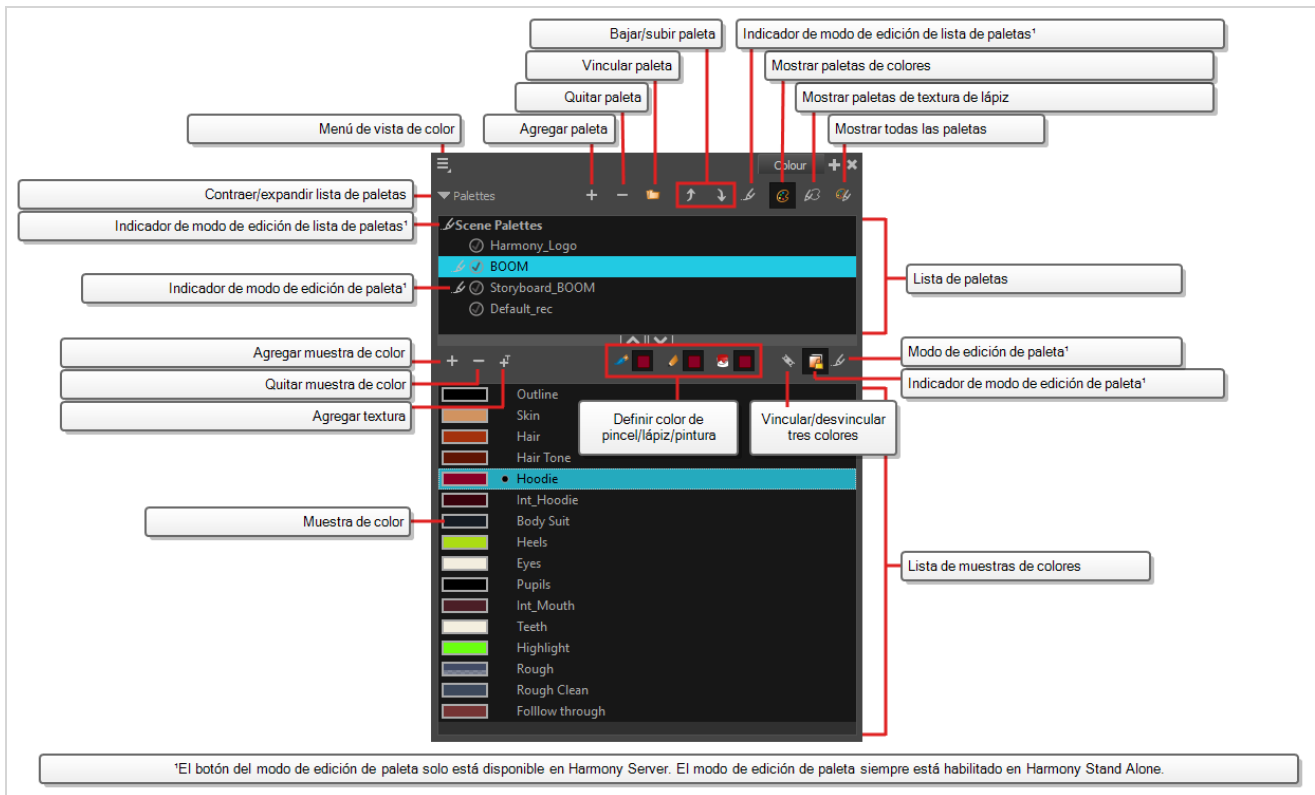 Bajar/subir paleta
Indicador de modo de edición de lista de paletas¹
Vincular paleta
Mostrar paletas de colores
Quitar paleta
Mostrar paletas de textura de lápiz
Menú de vista de color
Agregar paleta
Mostrar todas las paletas
Colour
Contraer/expandir lista de paletas
Palettes
Indicador de modo de edición de lista de paletas¹
Scene Palettes
Harmony_Logo
BOOM
Lista de paletas
Indicador de modo de edición de paleta¹
Storyboard_BOOM
Default_rec
Agregar muestra de color
Modo de edición de paleta¹
Quitar muestra de color
Indicador de modo de edición de paleta¹
Agregar textura
T
Outline
Skin
Hair
Hair Tone
Definir color de
pincel/lápiz/pintura
Vincular/desvincular
tres colores
Hoodie
Int_Hoodie
Muestra de color
Body Suit
Heels
Eyes
Lista de muestras de colores
Pupils
Int_Mouth
Teeth
Highlight
Rough
Rough Clean
Folllow through
¹El botón del modo de edición de paleta solo está disponible en Harmony Server. El modo de edición de paleta siempre está habilitado en Harmony Stand Alone.